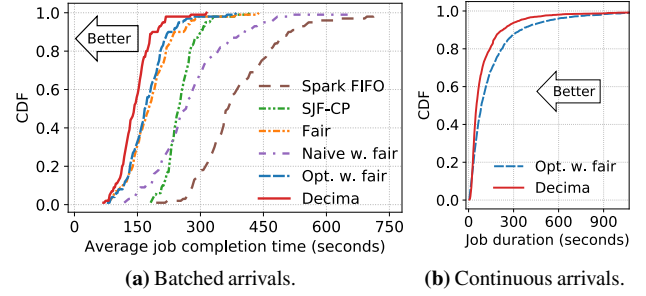 CDF
1.0
0.8
0.6
0.4
0.2
0.0
Better
Spark FIFO
SJF-CP
Fair
Naive w. fair
Opt. w. fair
Decima
0 150 300 450 600 750
Average job completion time (seconds)
(a) Batched arrivals.
CDF
1.0
0.8
0.6
0.4
0.2
0.0
Better
Opt. w. fair
Decima
0 300 600 900
Job duration (seconds)
(b) Continuous arrivals.